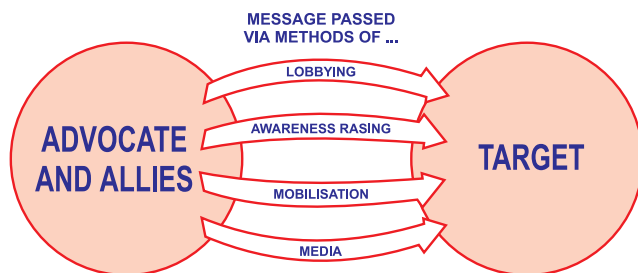 MESSAGE PASSED
VIA METHODS OF ...
LOBBYING
AWARENESS RASING
ADVOCATE
AND ALLIES
TARGET
MOBILISATION
MEDIA